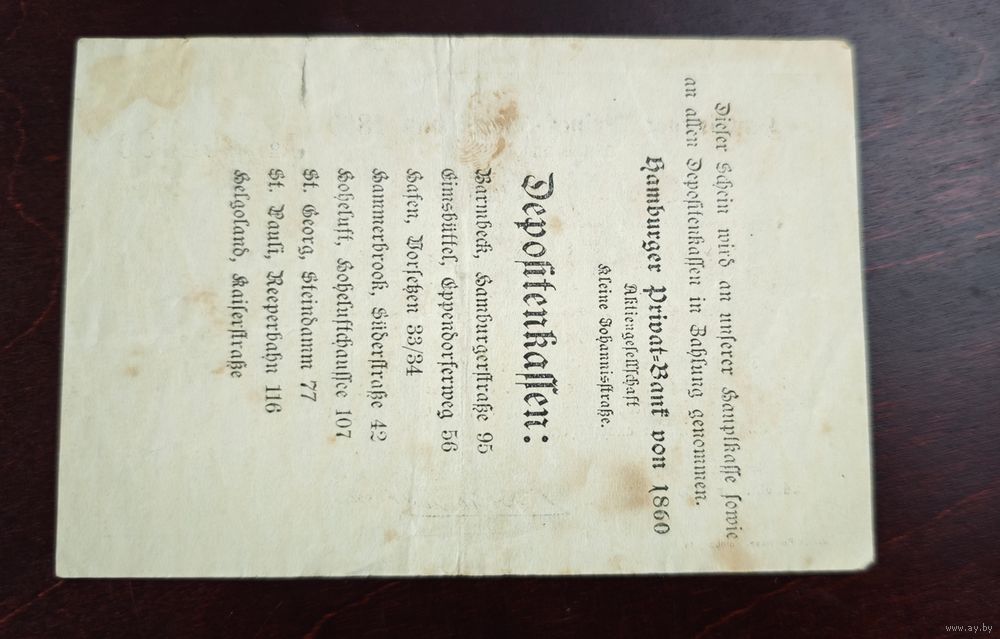 Dieser Schein wird an unserer Hauptkasse sowie
an allen Depositenkassen in Zahlung genommen.
Hamburger Privat-Bank von 1860
Aktiengesellschaft
Kleine Johannisstraße.
Depositenkassen:
Barmbeck, Hamburgerstraße 95
Eimsbüttel, Eppendorferweg 56
Hafen, Vorsetzen 33/34
Hammerbrook, Süderstraße 42
Hoheluft, Hoheluftchaussee 107
St. Georg, Steindamm 77
St. Pauli, Reeperbahn 116
Helgoland, Kaiserstraße
www.ay.by